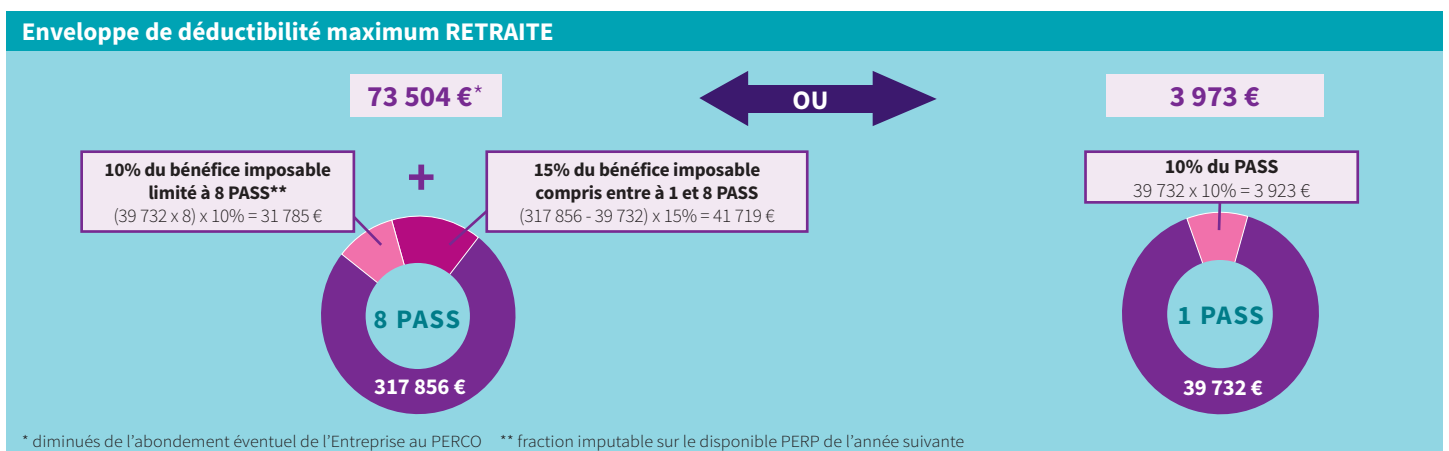 Enveloppe de déductibilité maximum RETRAITE
73 504 €*
OU
3 973 €
10% du bénéfice imposable
limité à 8 PASS**
(39 732 x 8) x 10% = 31 785 €
+
15% du bénéfice imposable
compris entre à 1 et 8 PASS
(317 856 - 39 732) x 15% = 41 719 €
10% du PASS
39 732 x 10% = 3 923 €
8 PASS
317 856 €
1 PASS
39 732 €
* diminués de l'abondement éventuel de l'Entreprise au PERCO ** fraction imputable sur le disponible PERP de l'année suivante